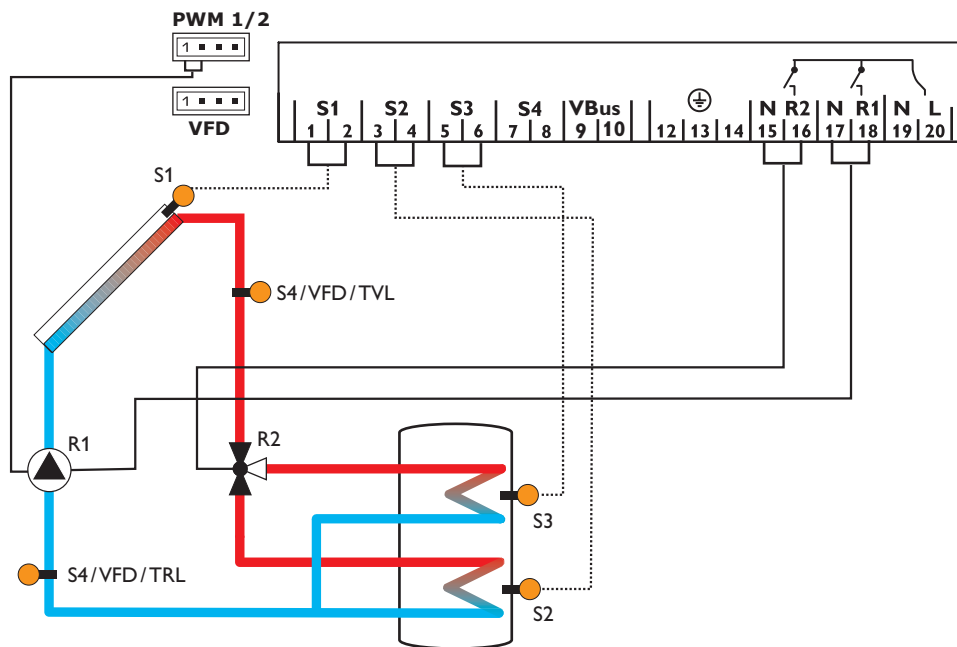 PWM 1/2
1
1
VFD
S1 S2 S3 S4 VBus N R2 N R1 N L
1 2 3 4 5 6 7 8 9 10 12 13 14 15 16 17 18 19 20
S1
S4/VFD/TVL
R1
R2
S3
S4/VFD/TRL
S2